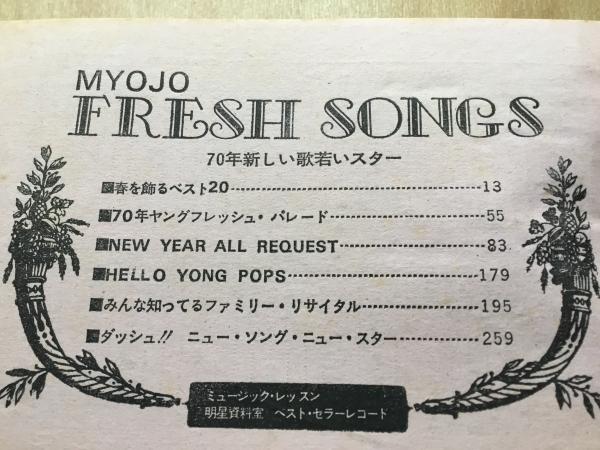 MYOJO
FRESH SONGS
70年新しい歌若いスター
春を飾るベスト20 13
70年ヤングフレッシュ・パレード 55
NEW YEAR ALL REQUEST 83
HELLO YONG POPS 179
みんな知ってるファミリー・リサイタル 195
ダッシュ!! ニュー・ソング・ニュー・スター 259
ミュージック・レッスン
明星資料室 ベスト・セラーレコード